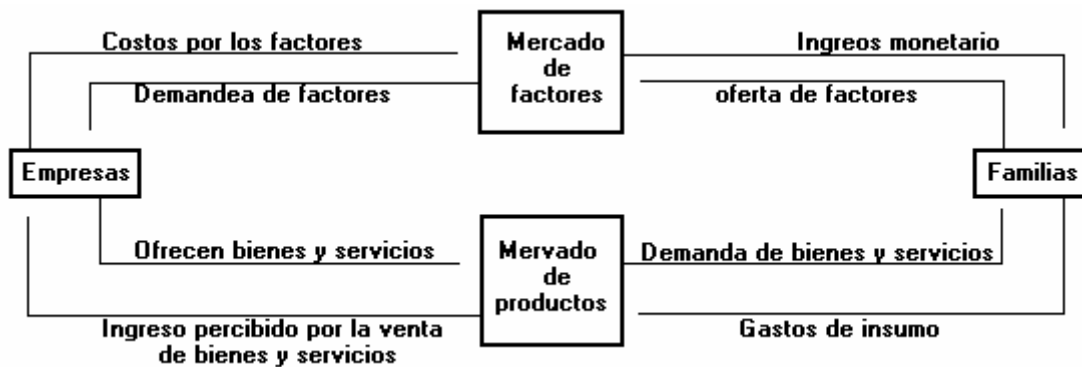 Costos por los factores
Mercado
de
factores
Ingreos monetario
Demandea de factores
oferta de factores
Empresas
Familias
Ofrecen bienes y servicios
Mervado
de
productos
Demanda de bienes y servicios
Ingreso percibido por la venta
de bienes y servicios
Gastos de insumo